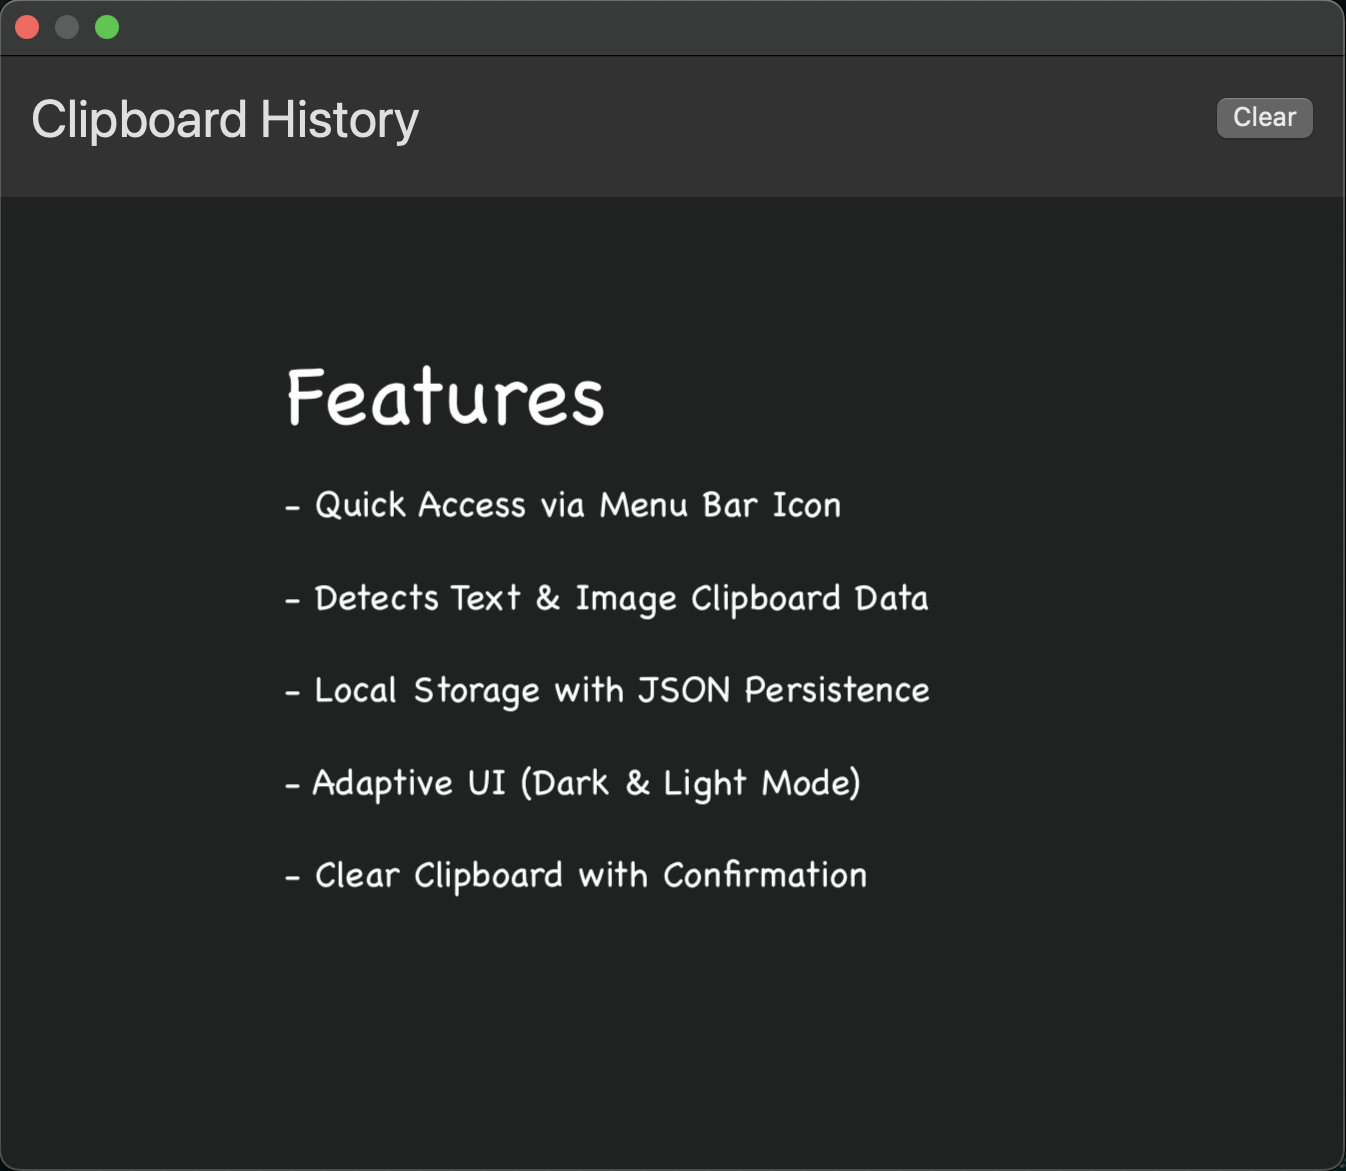 Clipboard History
Clear
Features
- Quick Access via Menu Bar Icon
- Detects Text & Image Clipboard Data
- Local Storage with JSON Persistence
- Adaptive UI (Dark & Light Mode)
- Clear Clipboard with Confirmation